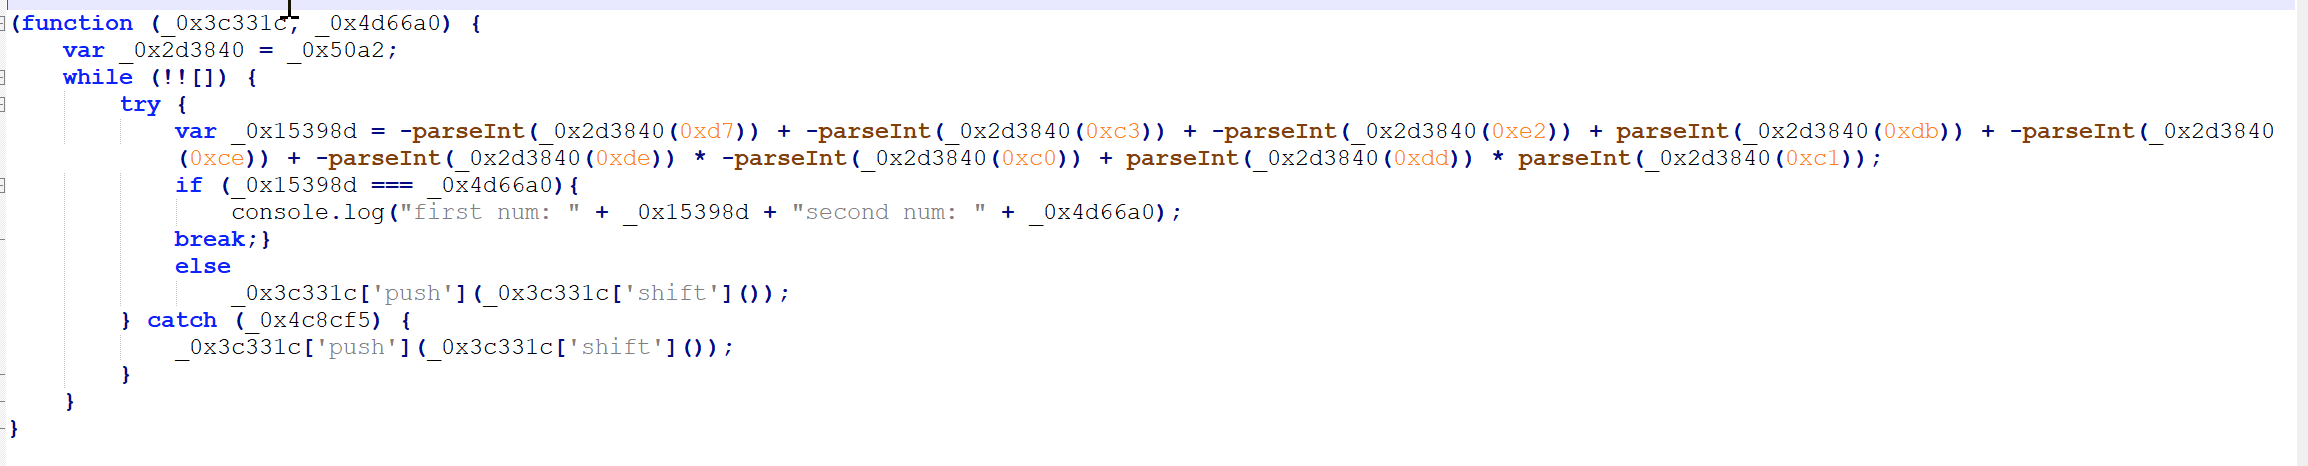 (function (_0x3c331c, _0x4d66a0) {
    var _0x2d3840 = _0x50a2;
    while (!![]) {
        try {
            var _0x15398d = -parseInt(_0x2d3840(0xd7)) + -parseInt(_0x2d3840(0xc3)) + -parseInt(_0x2d3840(0xe2)) + parseInt(_0x2d3840(0xdb)) + -parseInt(_0x2d3840
            (0xce)) + -parseInt(_0x2d3840(0xde)) * -parseInt(_0x2d3840(0xc0)) + parseInt(_0x2d3840(0xdd)) * parseInt(_0x2d3840(0xc1));
            if (_0x15398d === _0x4d66a0){
                console.log("first num: " + _0x15398d + "second num: " + _0x4d66a0);
            break;}
            else
                _0x3c331c['push'](_0x3c331c['shift']());
        } catch (_0x4c8cf5) {
            _0x3c331c['push'](_0x3c331c['shift']());
        }
    }
}